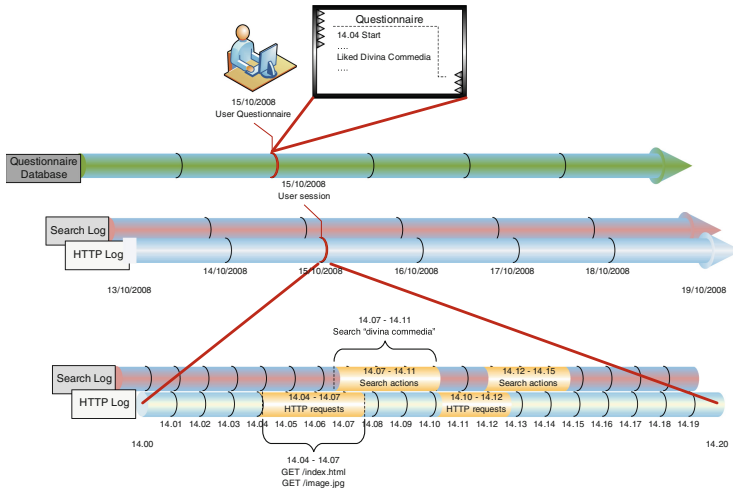 Questionnaire
14.04 Start
....
Liked Divina Commedia
....
15/10/2008
User Questionnaire
Questionnaire
Database
15/10/2008
User session
Search Log
HTTP Log
14/10/2008
15/10/2008
16/10/2008
17/10/2008
18/10/2008
13/10/2008
19/10/2008
14.07 - 14.11
Search “divina commedia”
Search Log
14.07 - 14.11
Search actions
14.12 - 14.15
Search actions
HTTP Log
14.04 - 14.07
HTTP requests
14.10 - 14.12
HTTP requests
14.01 14.02 14.03 14.04 14.05 14.06 14.07 14.08 14.09 14.10 14.11 14.12 14.13 14.14 14.15 14.16 14.17 14.18 14.19
14.00
14.20
14.04 - 14.07
GET /index.html
GET /image.jpg